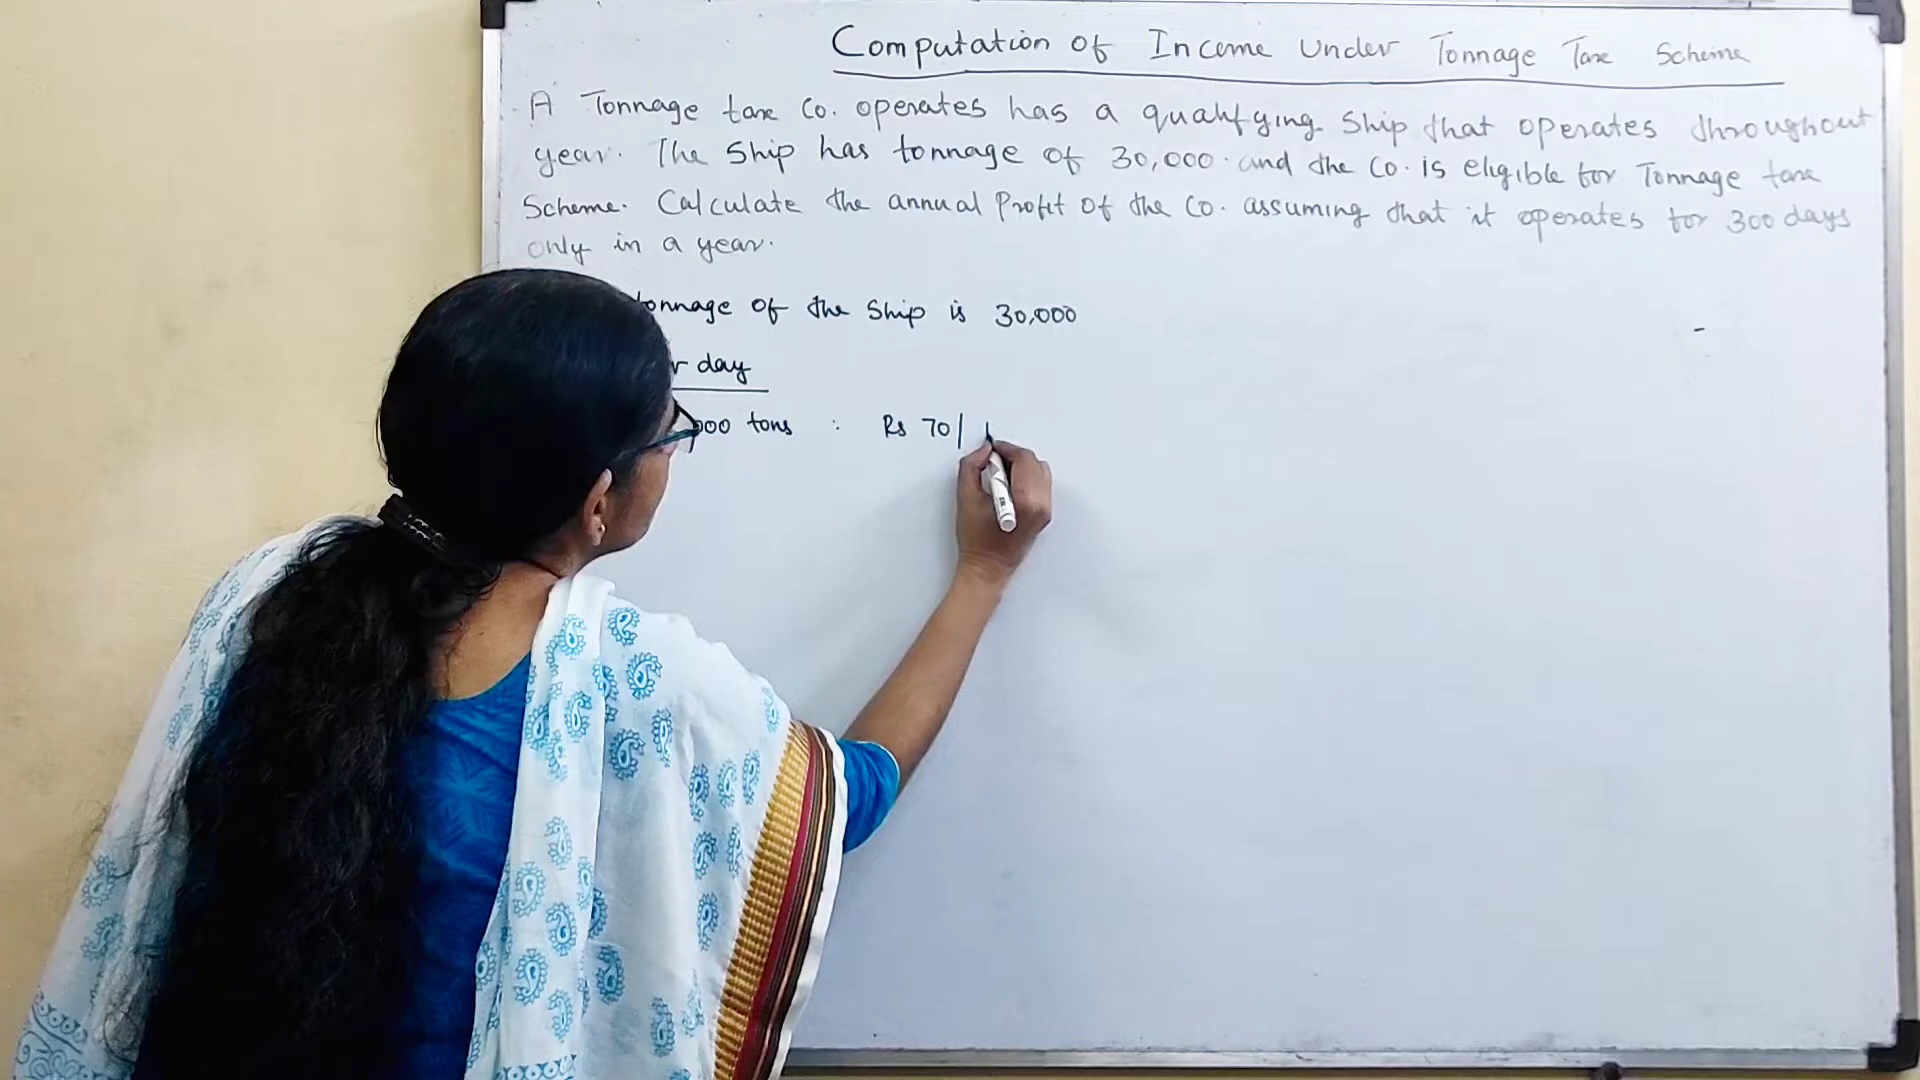 Computation of Income Under Tonnage Tax Scheme
A Tonnage tax Co. operates has a qualifying Ship that operates throughout
year. The Ship has tonnage of 30,000 and the Co. is eligible for Tonnage tax
Scheme. Calculate the annual Profit of the Co. assuming that it operates for 300 days
only in a year.
tonnage of the Ship is 30,000
day
000 tons : Rs 70/